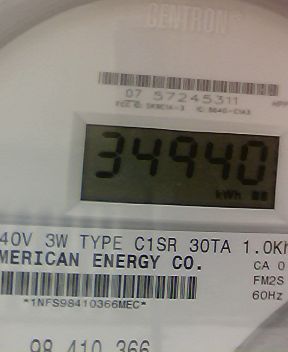 CENTRON®
07 57245311
34940
kWh
40V 3W TYPE C1SR 30TA 1.0Kh
MERICAN ENERGY CO.
CA 0
FM2S
*1NFS98410366MEC*
60Hz
98 410 366